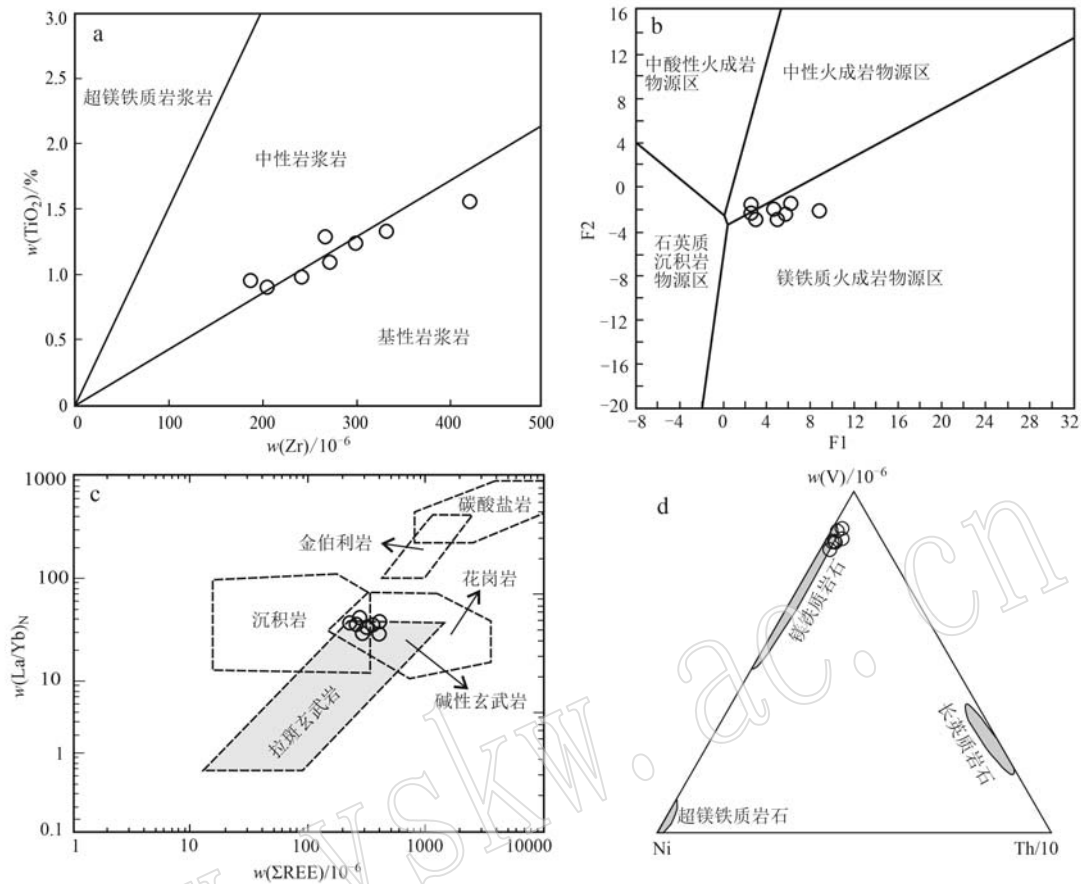 a
3.0
2.5
2.0
1.5
1.0
0.5
0
100
200
300
400
500
w(TiO₂)/%
w(Zr)/10⁻⁶
超镁铁质岩浆岩
中性岩浆岩
基性岩浆岩
b
16
12
8
4
0
−4
−8
−12
−16
−20
−8
−4
0
4
8
12
16
20
24
28
32
F2
F1
中酸性火成岩
物源区
中性火成岩物源区
石英质
沉积岩
物源区
镁铁质火成岩物源区
c
1000
100
10
1
0.1
10
100
1000
10000
w(La/Yb)N
w(ΣREE)/10⁻⁶
碳酸盐岩
金伯利岩
花岗岩
沉积岩
碱性玄武岩
拉斑玄武岩
d
w(V)/10⁻⁶
镁铁质岩石
长英质岩石
超镁铁质岩石
Ni
Th/10
www.yskw.ac.cn